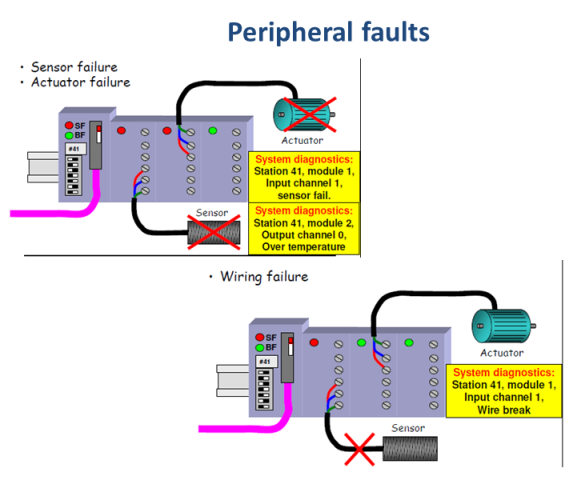 Peripheral faults
• Sensor failure
• Actuator failure
SF
BF
#41
Actuator
System diagnostics:
Station 41, module 1,
Input channel 1,
sensor fail.
Sensor
System diagnostics:
Station 41, module 2,
Output channel 0,
Over temperature
• Wiring failure
SF
BF
#41
Actuator
System diagnostics:
Station 41, module 1,
Input channel 1,
Wire break
Sensor